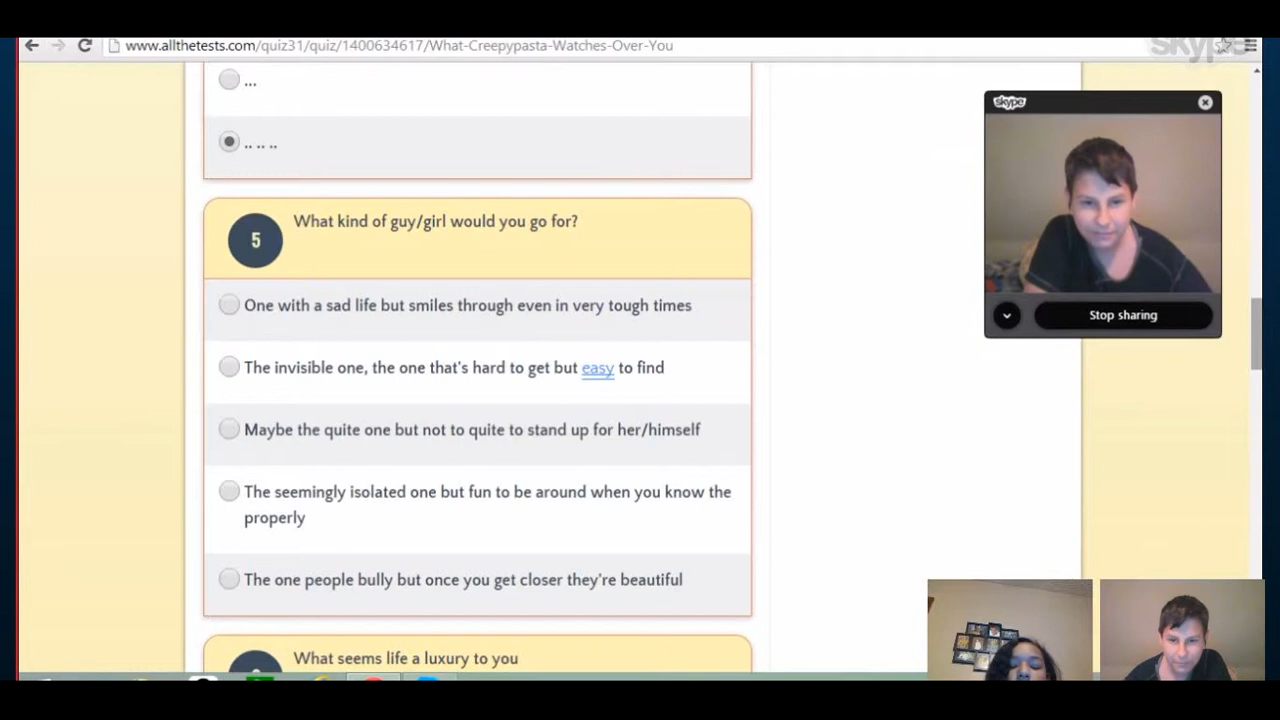 www.allthetests.com/quiz31/quiz/1400634617/What-Creepypasta-Watches-Over-You
skype
...
.. .. ..
skype
5
What kind of guy/girl would you go for?
One with a sad life but smiles through even in very tough times
Stop sharing
The invisible one, the one that's hard to get but easy to find
Maybe the quite one but not to quite to stand up for her/himself
The seemingly isolated one but fun to be around when you know the
properly
The one people bully but once you get closer they're beautiful
What seems life a luxury to you